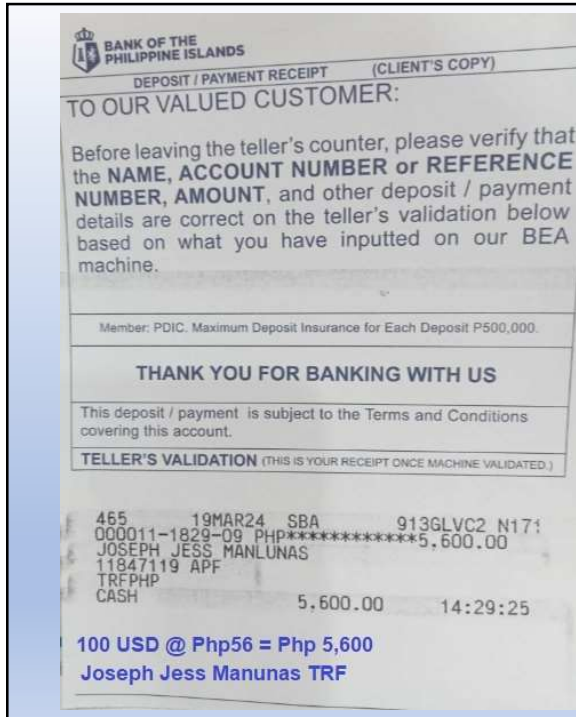 BANK OF THE
PHILIPPINE ISLANDS
DEPOSIT / PAYMENT RECEIPT (CLIENT'S COPY)
TO OUR VALUED CUSTOMER:
Before leaving the teller's counter, please verify that
the NAME, ACCOUNT NUMBER or REFERENCE
NUMBER, AMOUNT, and other deposit / payment
details are correct on the teller's validation below
based on what you have inputted on our BEA
machine.
Member: PDIC. Maximum Deposit Insurance for Each Deposit P500,000.
THANK YOU FOR BANKING WITH US
This deposit / payment is subject to the Terms and Conditions
covering this account.
TELLER'S VALIDATION (THIS IS YOUR RECEIPT ONCE MACHINE VALIDATED.)
465 19MAR24 SBA 913GLVC2
000011-1829-09 PHP************5,600.00
JOSEPH JESS MANLUNAS
11847119 APF
TRFPHP
CASH 5,600.00 14:29:25
100 USD @ Php56 = Php 5,600
Joseph Jess Manunas TRF